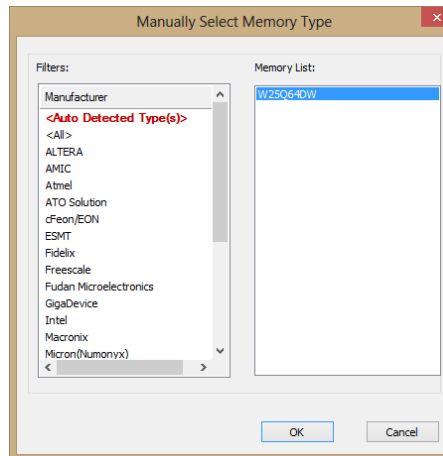 Manually Select Memory Type
Filters:
Memory List:
Manufacturer
<Auto Detected Type(s)>
<All>
ALTERA
AMIC
Atmel
ATO Solution
cFeon/EON
ESMT
Fidelix
Freescale
Fudan Microelectronics
GigaDevice
Intel
Macronix
Micron(Numonyx)
W25Q64DW
OK
Cancel